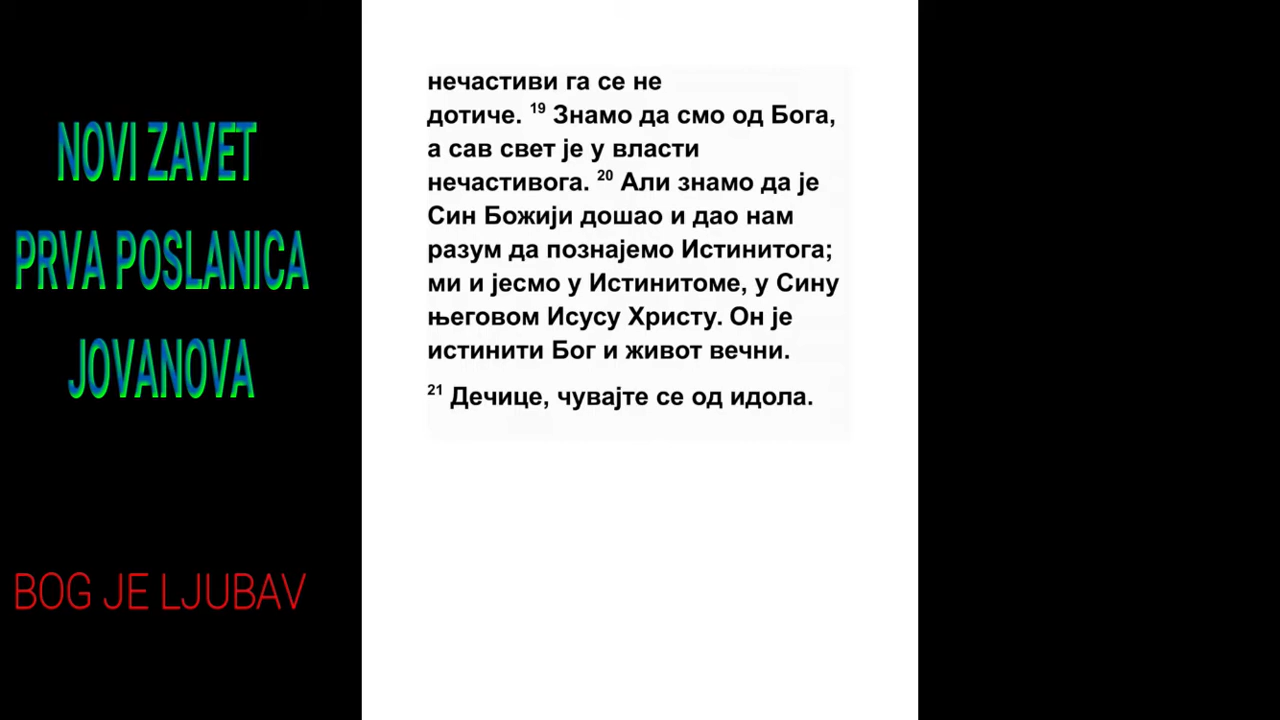 NOVI ZAVET
PRVA POSLANICA
JOVANOVA
BOG JE LJUBAV
нечастиви га се не
дотиче. 19 Знамо да смо од Бога,
а сав свет је у власти
нечастивога. 20 Али знамо да је
Син Божији дошао и дао нам
разум да познајемо Истинитога;
ми и јесмо у Истинитоме, у Сину
његовом Исусу Христу. Он је
истинити Бог и живот вечни.
21 Дечице, чувајте се од идола.